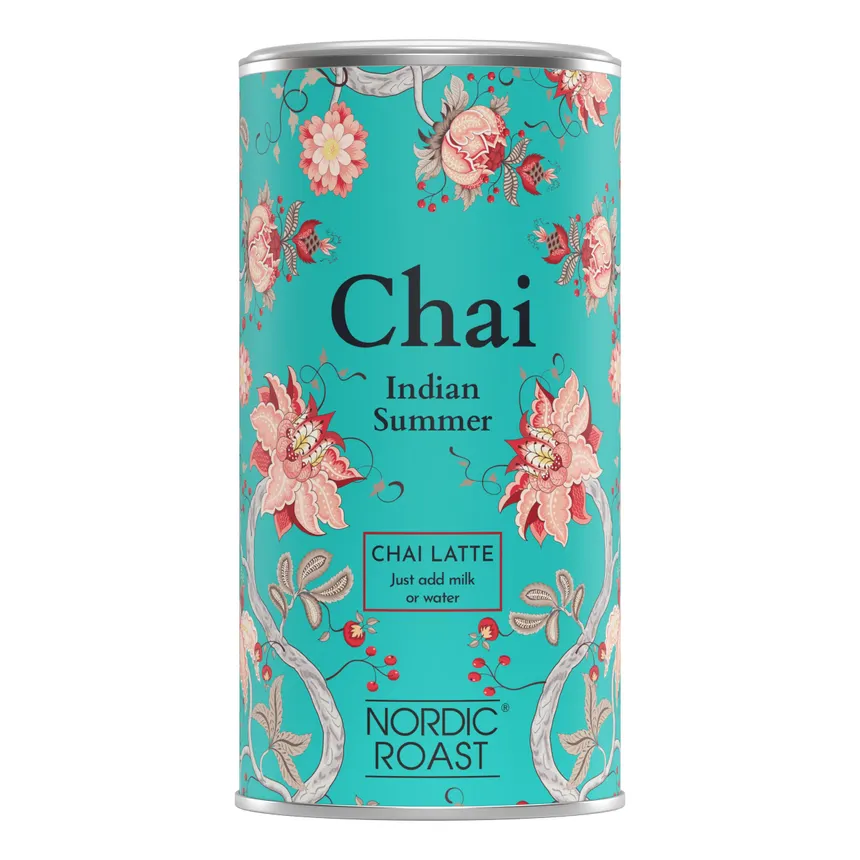 Chai
Indian
Summer
CHAI LATTE
Just add milk
or water
NORDIC®
ROAST